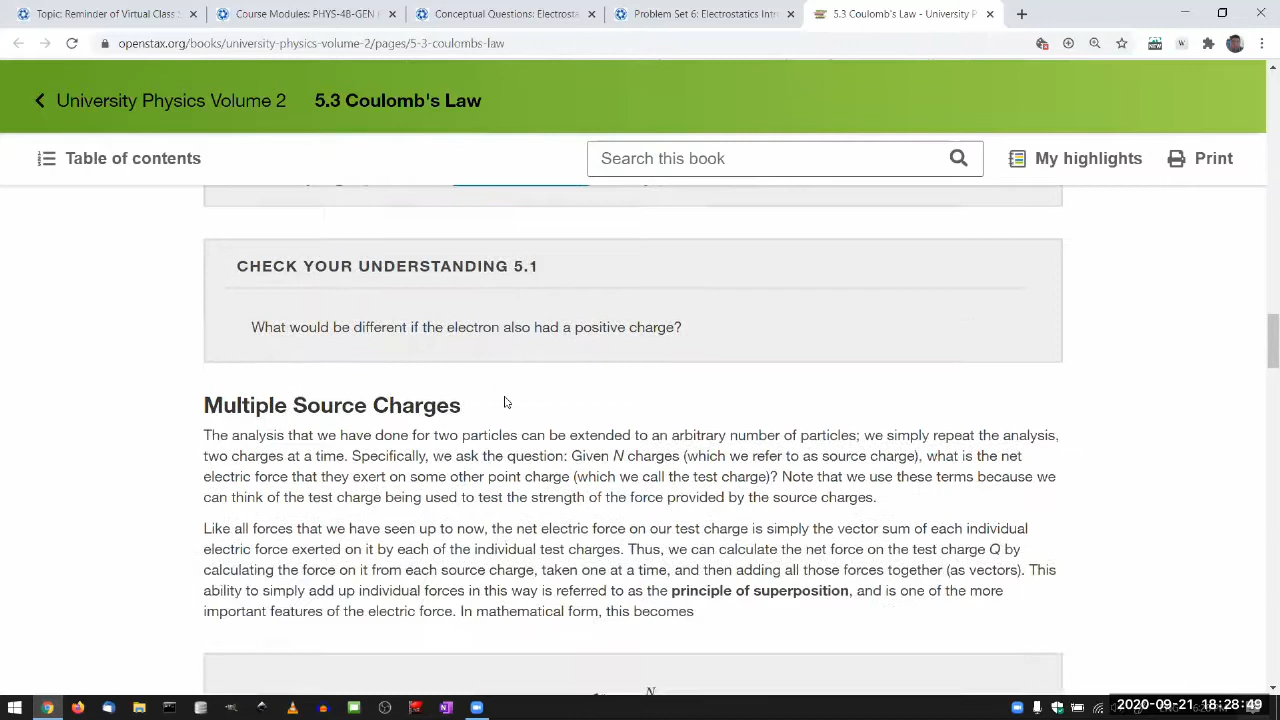 Topic: Reminder of Virtual Class S
Course Modules: PHYS-4B-GEN (
Conceptual Questions: Electrosta
Problem Set 6: Electrostatics Intr
5.3 Coulomb's Law - University P
openstax.org/books/university-physics-volume-2/pages/5-3-coulombs-law
University Physics Volume 2 5.3 Coulomb's Law
Table of contents
Search this book
My highlights
Print
CHECK YOUR UNDERSTANDING 5.1
What would be different if the electron also had a positive charge?
Multiple Source Charges
The analysis that we have done for two particles can be extended to an arbitrary number of particles; we simply repeat the analysis,
two charges at a time. Specifically, we ask the question: Given N charges (which we refer to as source charge), what is the net
electric force that they exert on some other point charge (which we call the test charge)? Note that we use these terms because we
can think of the test charge being used to test the strength of the force provided by the source charges.
Like all forces that we have seen up to now, the net electric force on our test charge is simply the vector sum of each individual
electric force exerted on it by each of the individual test charges. Thus, we can calculate the net force on the test charge Q by
calculating the force on it from each source charge, taken one at a time, and then adding all those forces together (as vectors). This
ability to simply add up individual forces in this way is referred to as the principle of superposition, and is one of the more
important features of the electric force. In mathematical form, this becomes
N
2020-09-21 18:28:49